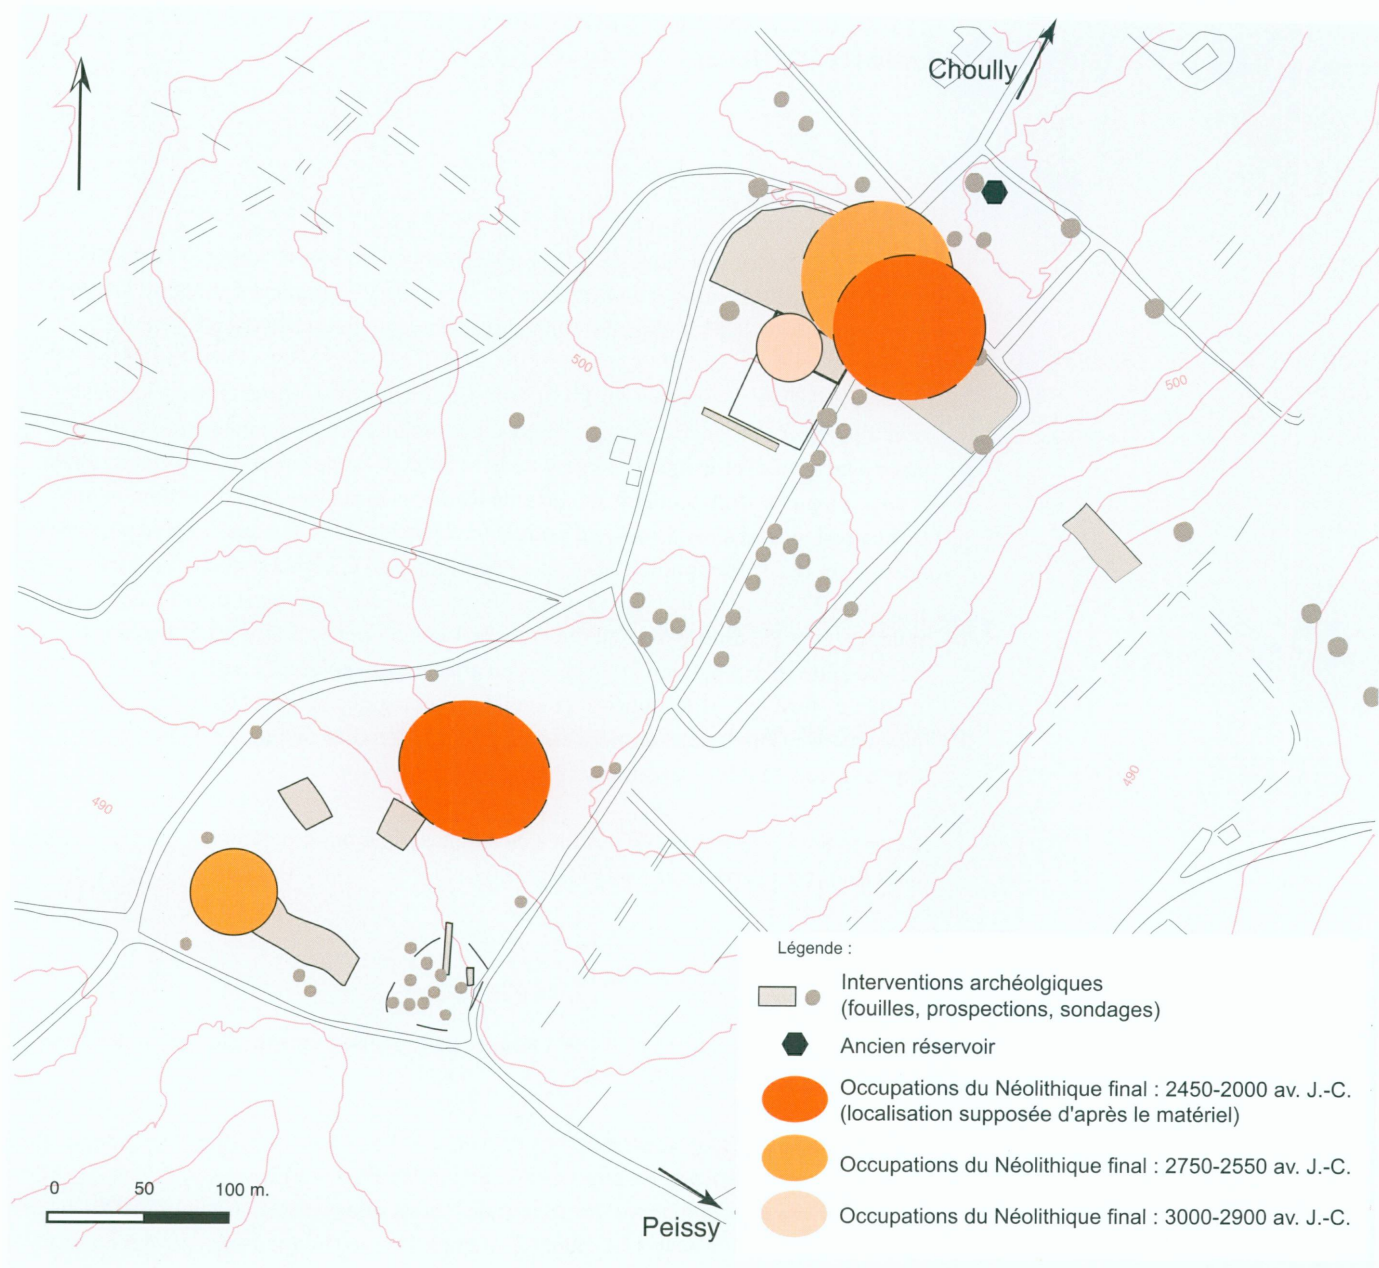 Choully
500
500
490
490
Légende :
Interventions archéolgiques
(fouilles, prospections, sondages)
Ancien réservoir
Occupations du Néolithique final : 2450-2000 av. J.-C.
(localisation supposée d'après le matériel)
Occupations du Néolithique final : 2750-2550 av. J.-C.
Occupations du Néolithique final : 3000-2900 av. J.-C.
0 50 100 m.
Peissy